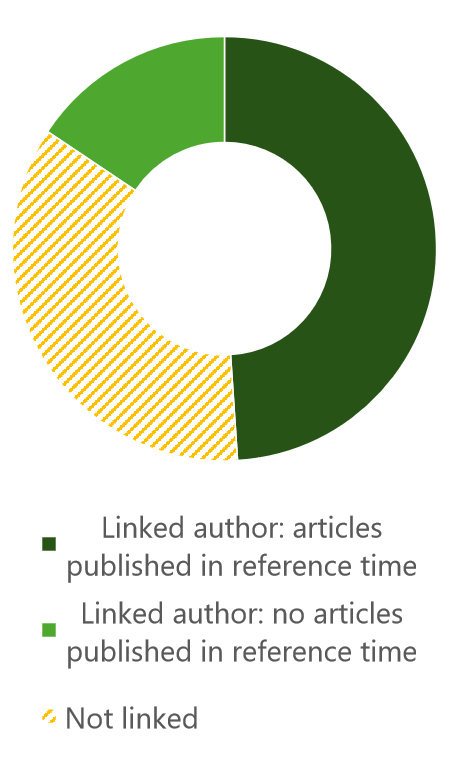 Linked author: articles
published in reference time
Linked author: no articles
published in reference time
Not linked